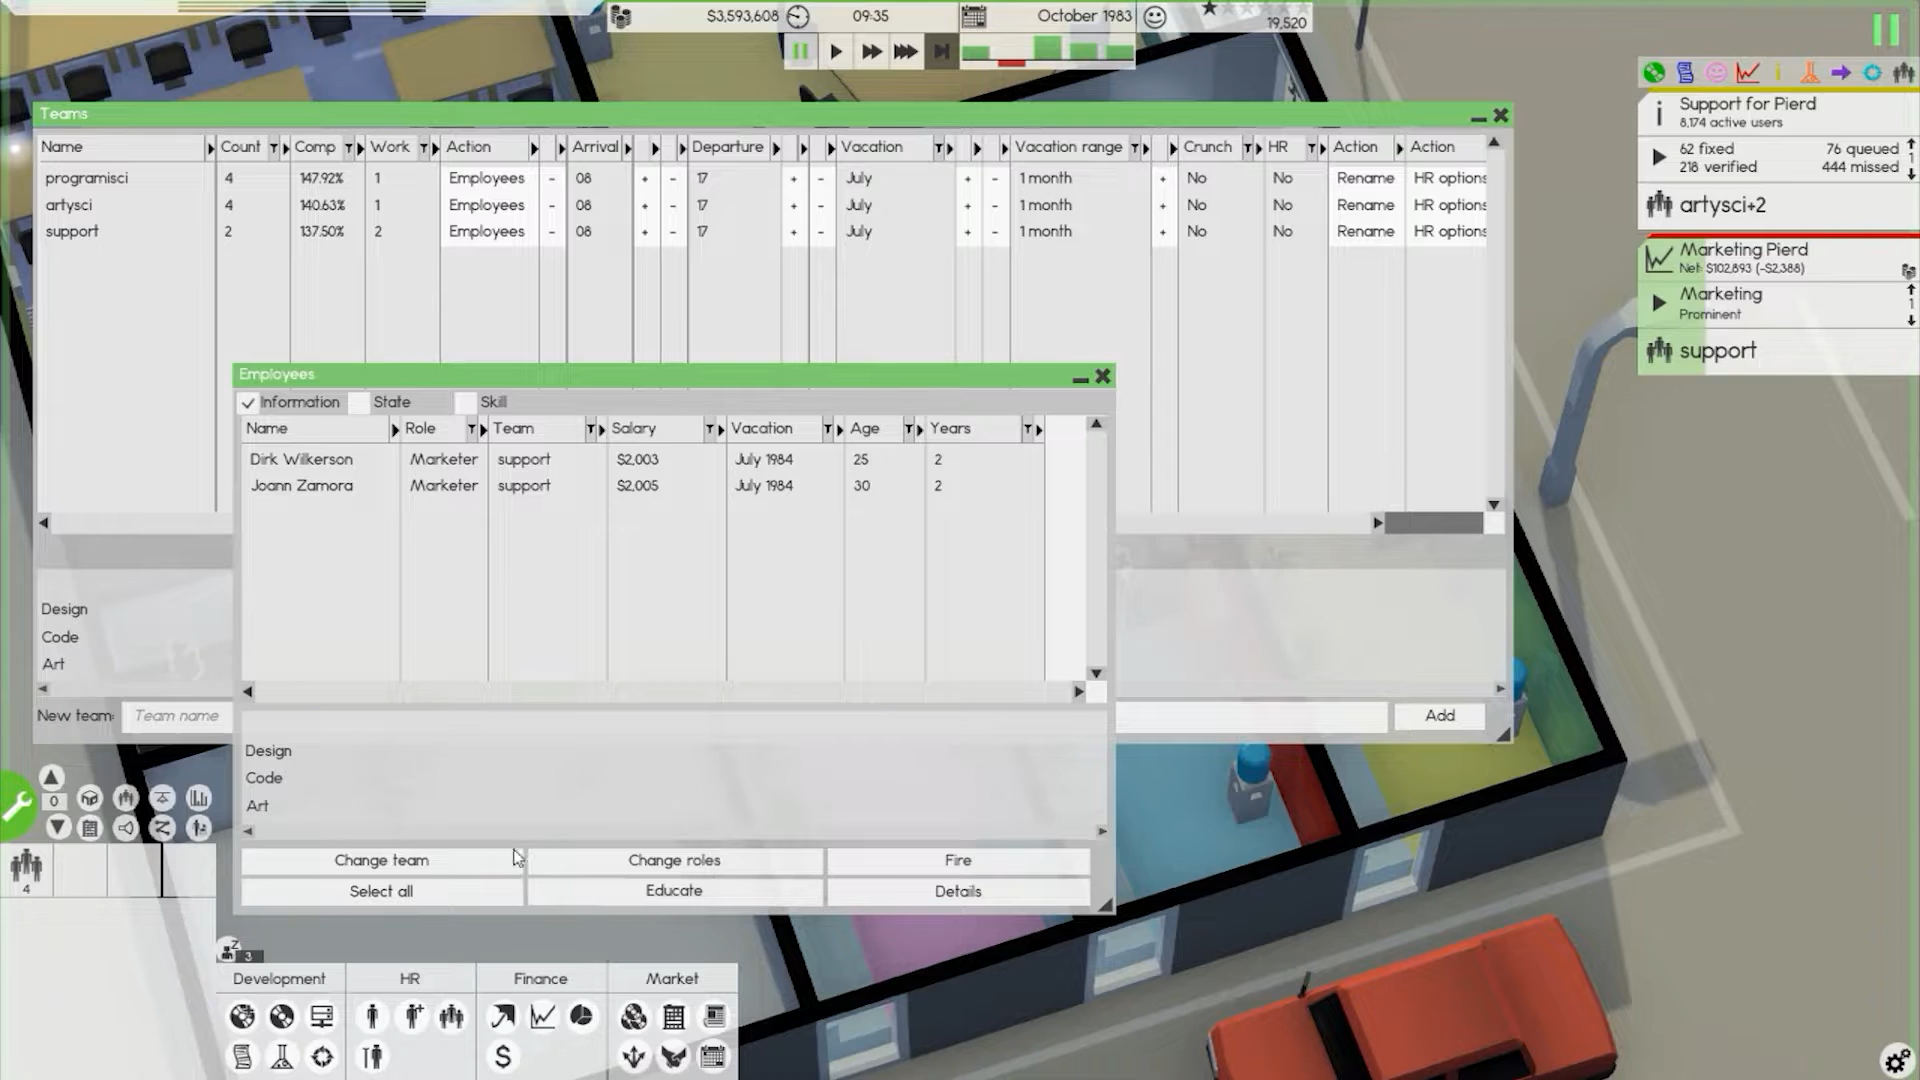 $3,593,608
09:35
October 1983
19,520
Teams
Name Count Comp Work Action Arrival Departure Vacation Vacation range Crunch HR Action Action
programisci 4 147.92% 1 Employees - 08 + - 17 + - July + - 1 month + No No Rename HR options
artysci 4 140.63% 1 Employees - 08 + - 17 + - July + - 1 month + No No Rename HR options
support 2 137.50% 2 Employees - 08 + - 17 + - July + - 1 month + No No Rename HR options
Design
Code
Art
New team: Team name
Add
Employees
Information State Skill
Name Role Team Salary Vacation Age Years
Dirk Wilkerson Marketer support $2,003 July 1984 25 2
Joann Zamora Marketer support $2,005 July 1984 30 2
Design
Code
Art
Change team Change roles Fire
Select all Educate Details
Support for Pierd
8,174 active users
62 fixed 76 queued
218 verified 444 missed
1
artysci+2
Marketing Pierd
Net: $102,893 (-$2,388)
Marketing
Prominent
1
support
0
4
Z
3
Development HR Finance Market